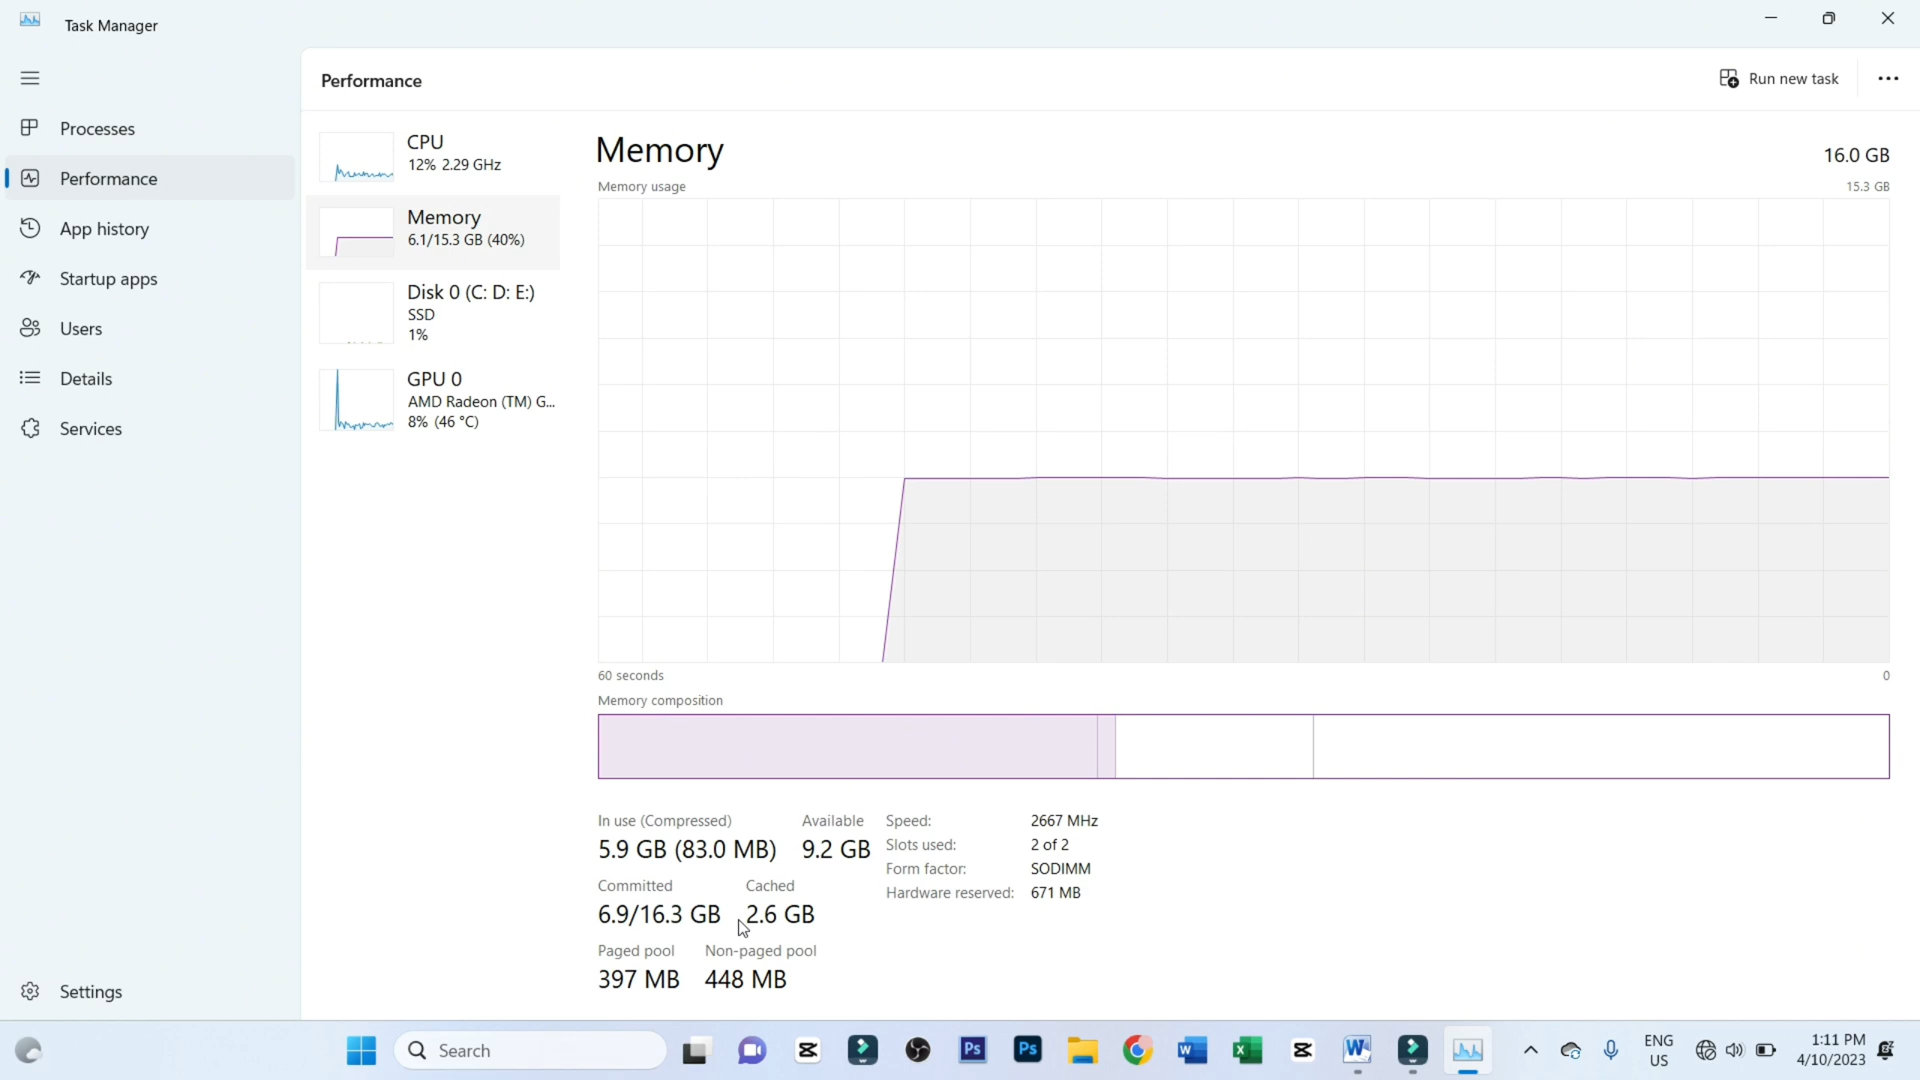 Task Manager
Performance
Run new task
Processes
Performance
App history
Startup apps
Users
Details
Services
Settings
CPU
12% 2.29 GHz
Memory
6.1/15.3 GB (40%)
Disk 0 (C: D: E:)
SSD
1%
GPU 0
AMD Radeon (TM) G...
8% (46 °C)
Memory
16.0 GB
Memory usage
15.3 GB
60 seconds
0
Memory composition
In use (Compressed)
5.9 GB (83.0 MB)
Available
9.2 GB
Committed
6.9/16.3 GB
Cached
2.6 GB
Paged pool
397 MB
Non-paged pool
448 MB
Speed: 2667 MHz
Slots used: 2 of 2
Form factor: SODIMM
Hardware reserved: 671 MB
Search
Ps
Ps
W
X
W
ENG
US
1:11 PM
4/10/2023